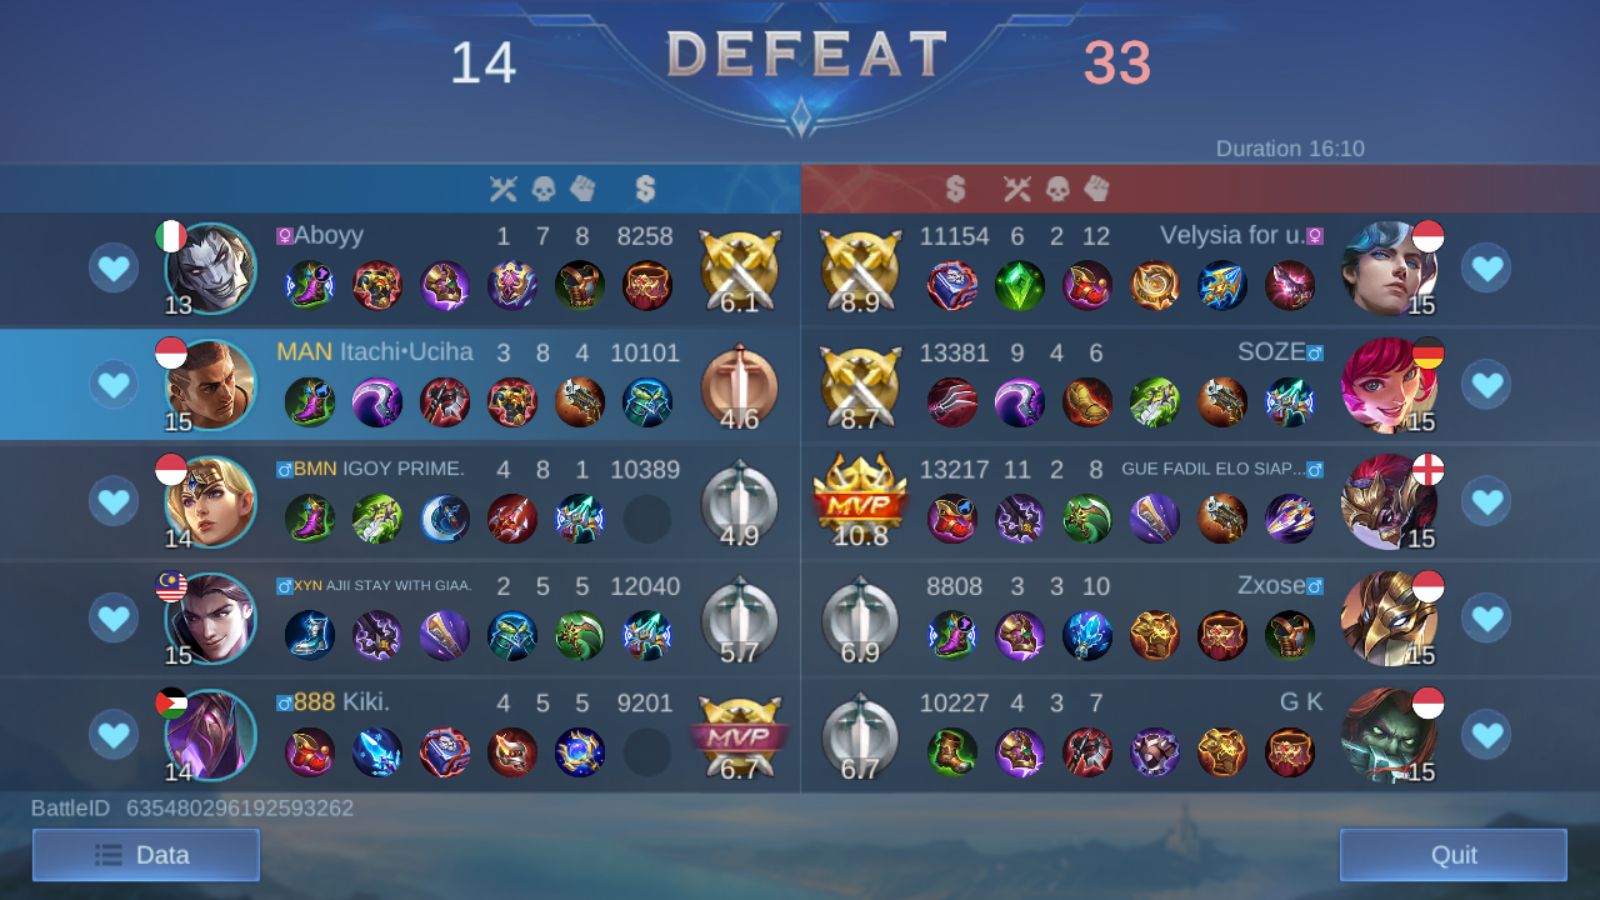 14 DEFEAT 33
Duration 16:10
Aboyy 1 7 8 8258
13 6.1
11154 6 2 12 Velysia for u.
8.9 15
MAN Itachi•Uciha 3 8 4 10101
15 4.6
13381 9 4 6 SOZE
8.7 15
BMN IGOY PRIME. 4 8 1 10389
14 4.9
13217 11 2 8 GUE FADIL ELO SIAP...
MVP
10.8 15
XYN AJII STAY WITH GIAA. 2 5 5 12040
15 5.7
8808 3 3 10 Zxose
6.9 15
888 Kiki. 4 5 5 9201
MVP
14 6.7
10227 4 3 7 G K
6.7 15
BattleID 635480296192593262
Data
Quit